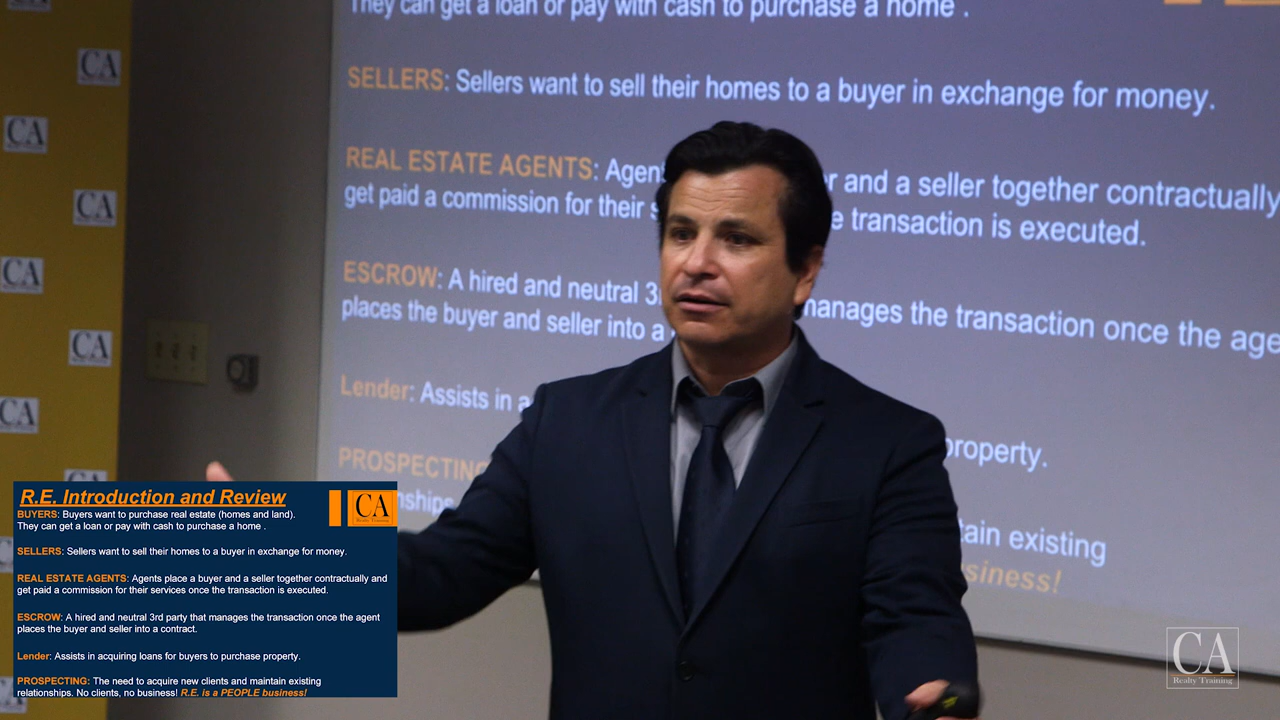 They can get a loan or pay with cash to purchase a home .
SELLERS: Sellers want to sell their homes to a buyer in exchange for money.
REAL ESTATE AGENTS: Agen r and a seller together contractually
get paid a commission for their s e transaction is executed.
ESCROW: A hired and neutral 3 manages the transaction once the age
places the buyer and seller into a
Lender: Assists in a property.
PROSPECTING
nships tain existing
siness!
CA
CA
CA
CA
CA
CA
R.E. Introduction and Review
CA
Realty Training
BUYERS: Buyers want to purchase real estate (homes and land).
They can get a loan or pay with cash to purchase a home .
SELLERS: Sellers want to sell their homes to a buyer in exchange for money.
REAL ESTATE AGENTS: Agents place a buyer and a seller together contractually and
get paid a commission for their services once the transaction is executed.
ESCROW: A hired and neutral 3rd party that manages the transaction once the agent
places the buyer and seller into a contract.
Lender: Assists in acquiring loans for buyers to purchase property.
PROSPECTING: The need to acquire new clients and maintain existing
relationships. No clients, no business! R.E. is a PEOPLE business!
CA
Realty Training